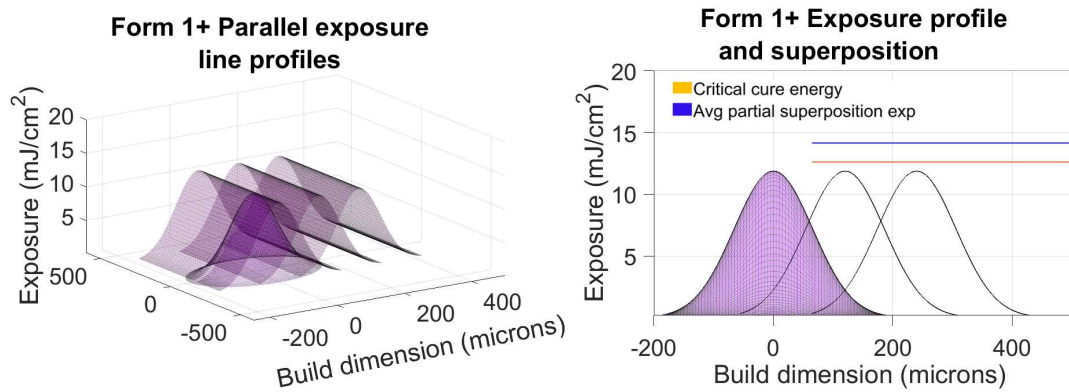 Form 1+ Parallel exposure
line profiles
Exposure (mJ/cm²)
20
15
10
5
500
0
-500
-200
0
200
400
Build dimension (microns)
Form 1+ Exposure profile
and superposition
Exposure (mJ/cm²)
20
15
10
5
Critical cure energy
Avg partial superposition exp
-200
0
200
400
Build dimension (microns)